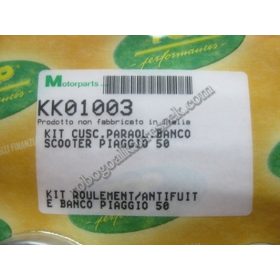 performances
Motorparts
KK01003
Prodotto non fabbricato in Italia
KIT CUSC.PARAOL.BANCO
SCOOTER PIAGGIO 50
KIT ROULEMENT/ANTIFUIT
E BANCO PIAGGIO 50